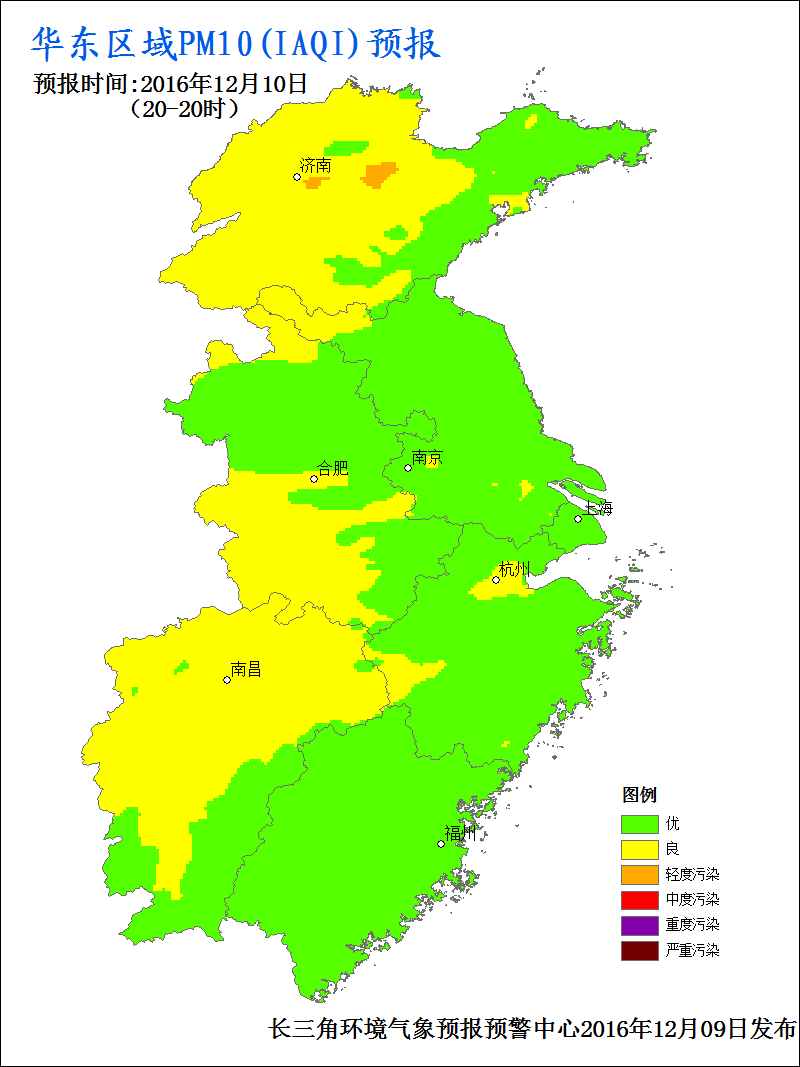 华东区域PM10(IAQI)预报
预报时间:2016年12月10日
（20-20时）
济南
南京
合肥
上海
杭州
南昌
福州
图例
优
良
轻度污染
中度污染
重度污染
严重污染
长三角环境气象预报预警中心2016年12月09日发布